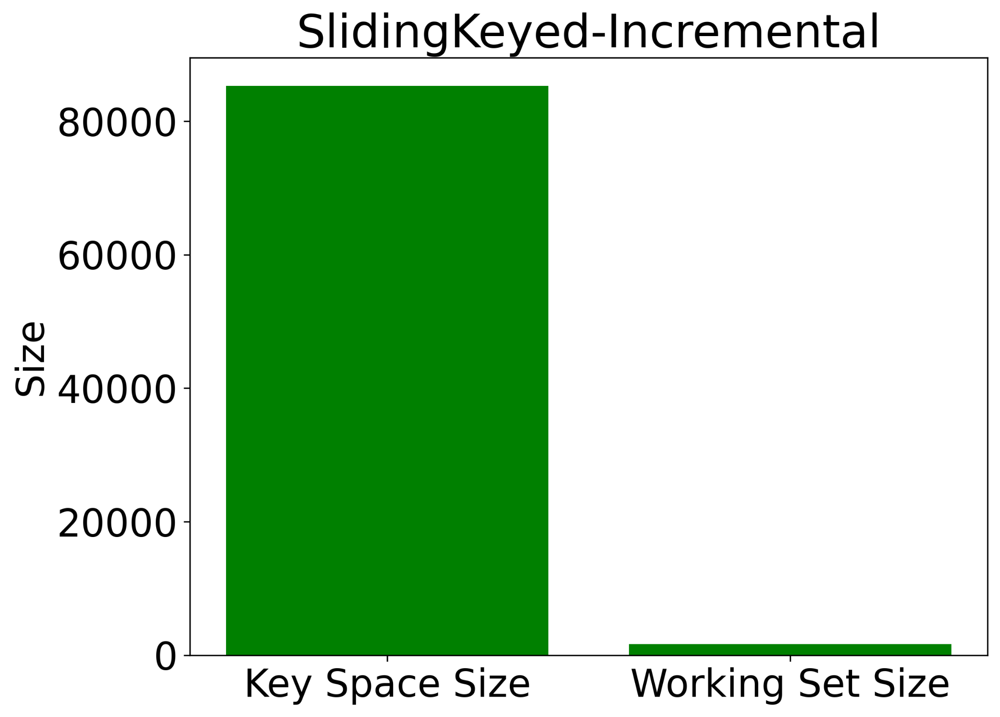 SlidingKeyed-Incremental
80000
60000
40000
20000
0
Size
Key Space Size
Working Set Size